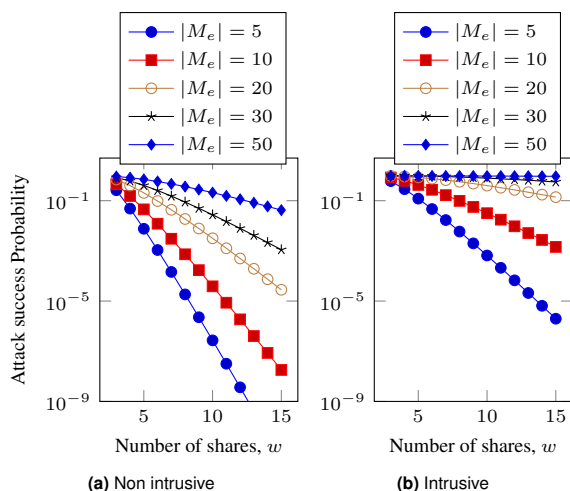 |M_e| = 5
|M_e| = 10
|M_e| = 20
|M_e| = 30
|M_e| = 50
10^−1
10^−5
10^−9
Attack success Probability
5 10 15
Number of shares, w
(a) Non intrusive
|M_e| = 5
|M_e| = 10
|M_e| = 20
|M_e| = 30
|M_e| = 50
10^−1
10^−5
10^−9
5 10 15
Number of shares, w
(b) Intrusive